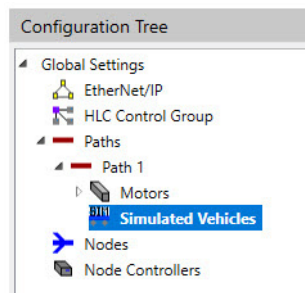 Configuration Tree
Global Settings
EtherNet/IP
HLC Control Group
Paths
Path 1
Motors
Simulated Vehicles
Nodes
Node Controllers